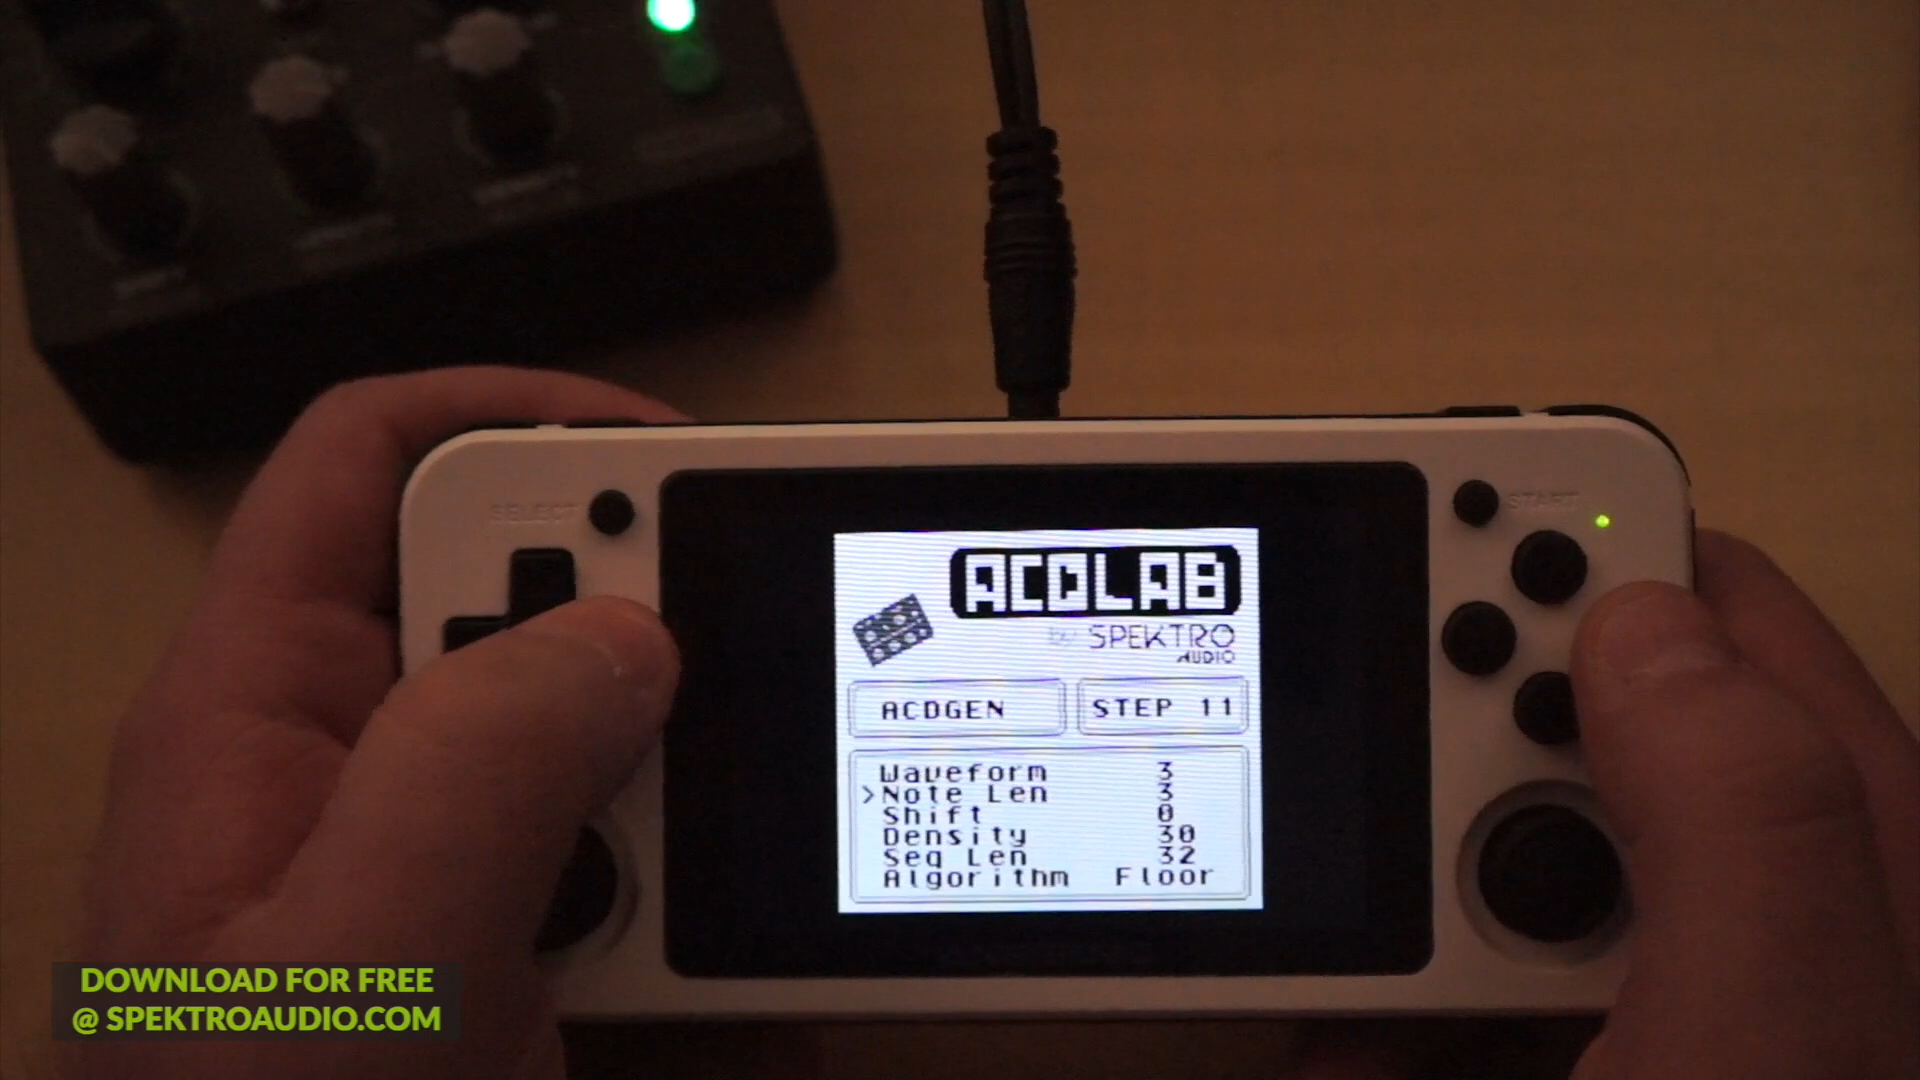 SELECT
START
ACDLAB
by SPEKTRO
AUDIO
ACDGEN
STEP 11
Waveform 3
>Note Len 3
Shift 0
Density 30
Seq Len 32
Algorithm Floor
DOWNLOAD FOR FREE
@ SPEKTROAUDIO.COM